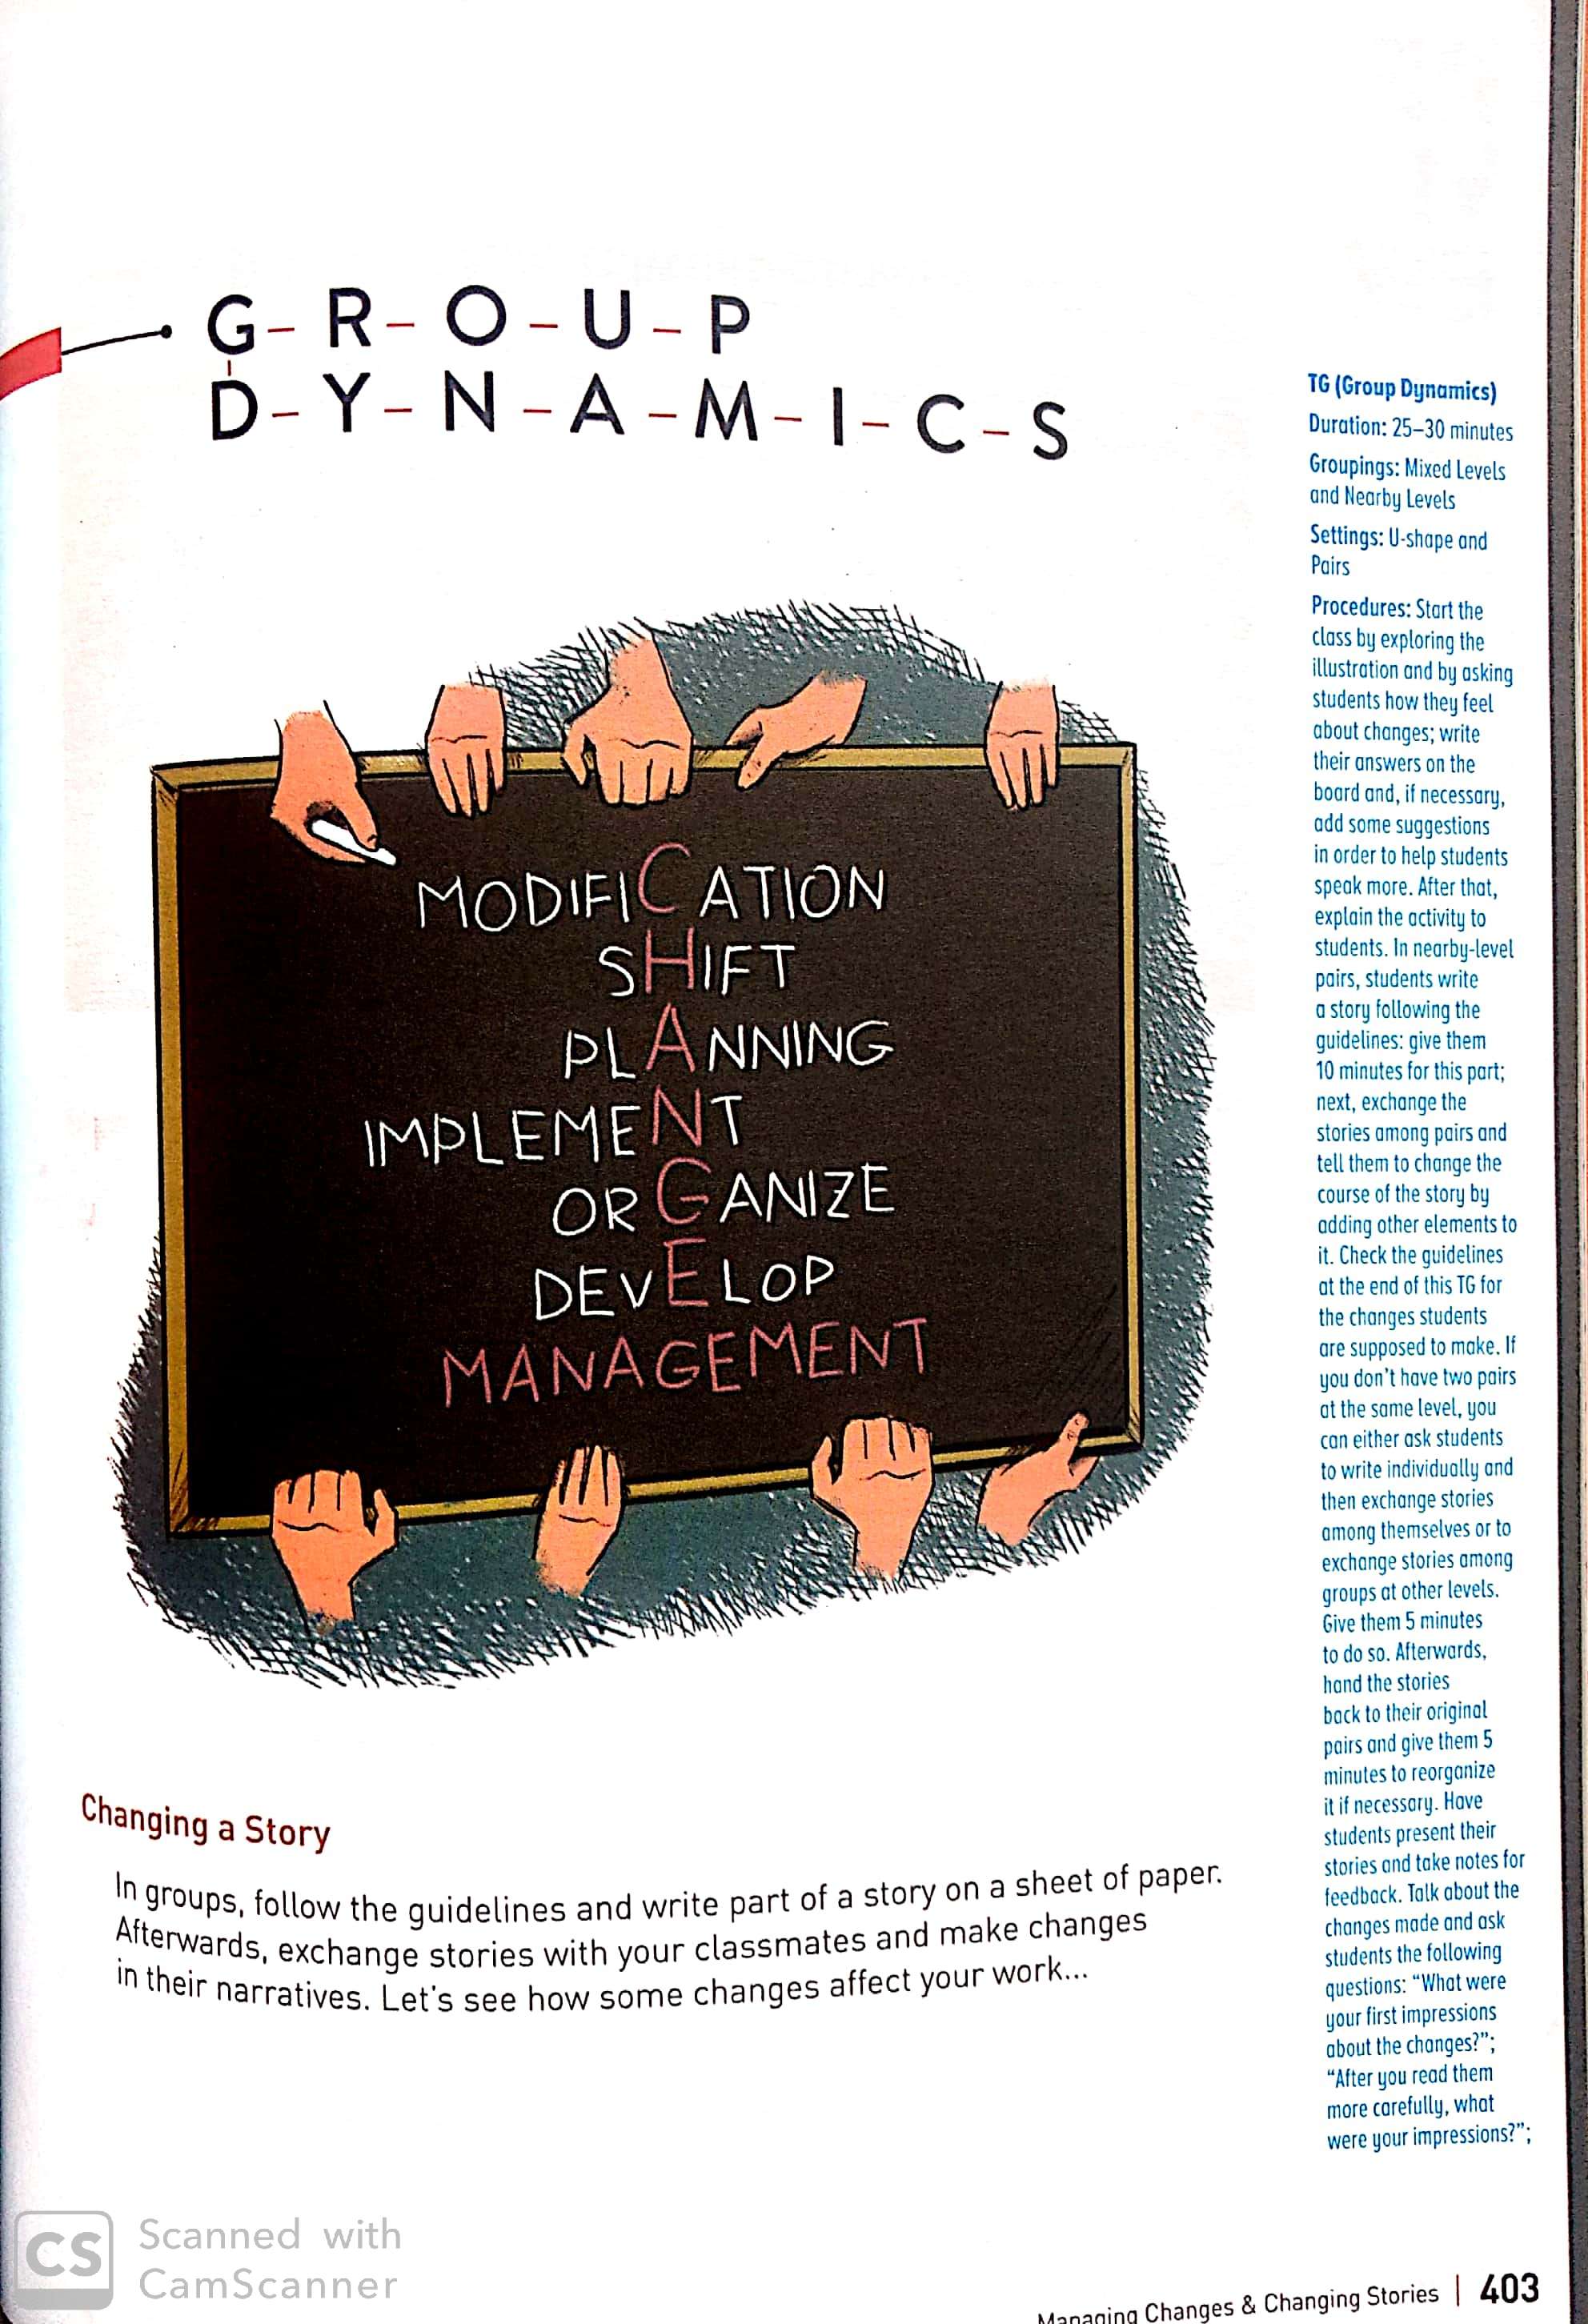 G-R-O-U-P
D-Y-N-A-M-I-C-S
MODIFICATION
SHIFT
PLANNING
IMPLEMENT
ORGANIZE
DEVELOP
MANAGEMENT
Changing a Story
In groups, follow the guidelines and write part of a story on a sheet of paper.
Afterwards, exchange stories with your classmates and make changes
in their narratives. Let's see how some changes affect your work...
TG (Group Dynamics)
Duration: 25–30 minutes
Groupings: Mixed Levels
and Nearby Levels
Settings: U-shape and
Pairs
Procedures: Start the
class by exploring the
illustration and by asking
students how they feel
about changes; write
their answers on the
board and, if necessary,
add some suggestions
in order to help students
speak more. After that,
explain the activity to
students. In nearby-level
pairs, students write
a story following the
guidelines: give them
10 minutes for this part;
next, exchange the
stories among pairs and
tell them to change the
course of the story by
adding other elements to
it. Check the guidelines
at the end of this TG for
the changes students
are supposed to make. If
you don't have two pairs
at the same level, you
can either ask students
to write individually and
then exchange stories
among themselves or to
exchange stories among
groups at other levels.
Give them 5 minutes
to do so. Afterwards,
hand the stories
back to their original
pairs and give them 5
minutes to reorganize
it if necessary. Have
students present their
stories and take notes for
feedback. Talk about the
changes made and ask
students the following
questions: "What were
your first impressions
about the changes?";
"After you read them
more carefully, what
were your impressions?";
CS
Scanned with
CamScanner
Managing Changes & Changing Stories | 403